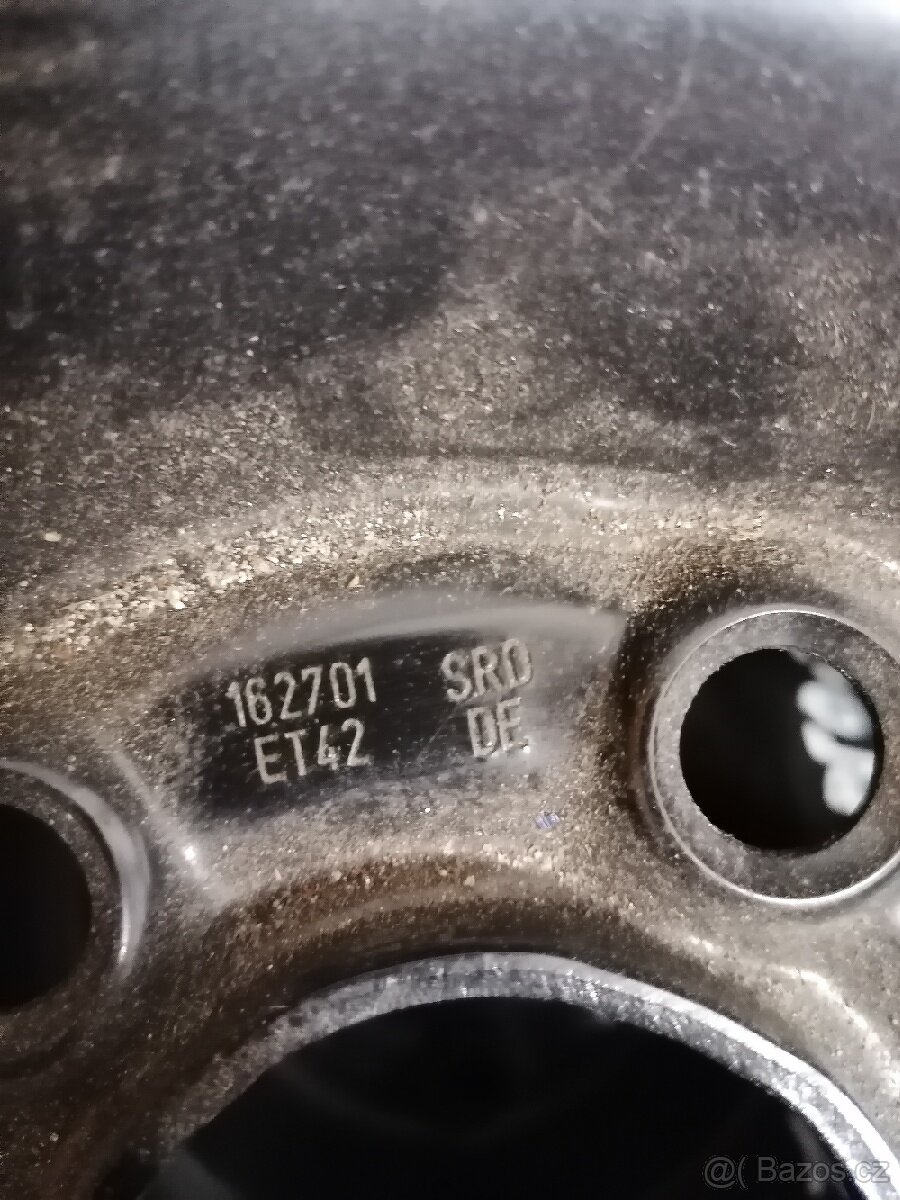 162701 SRD
ET42 DE
@( Bazos.cz